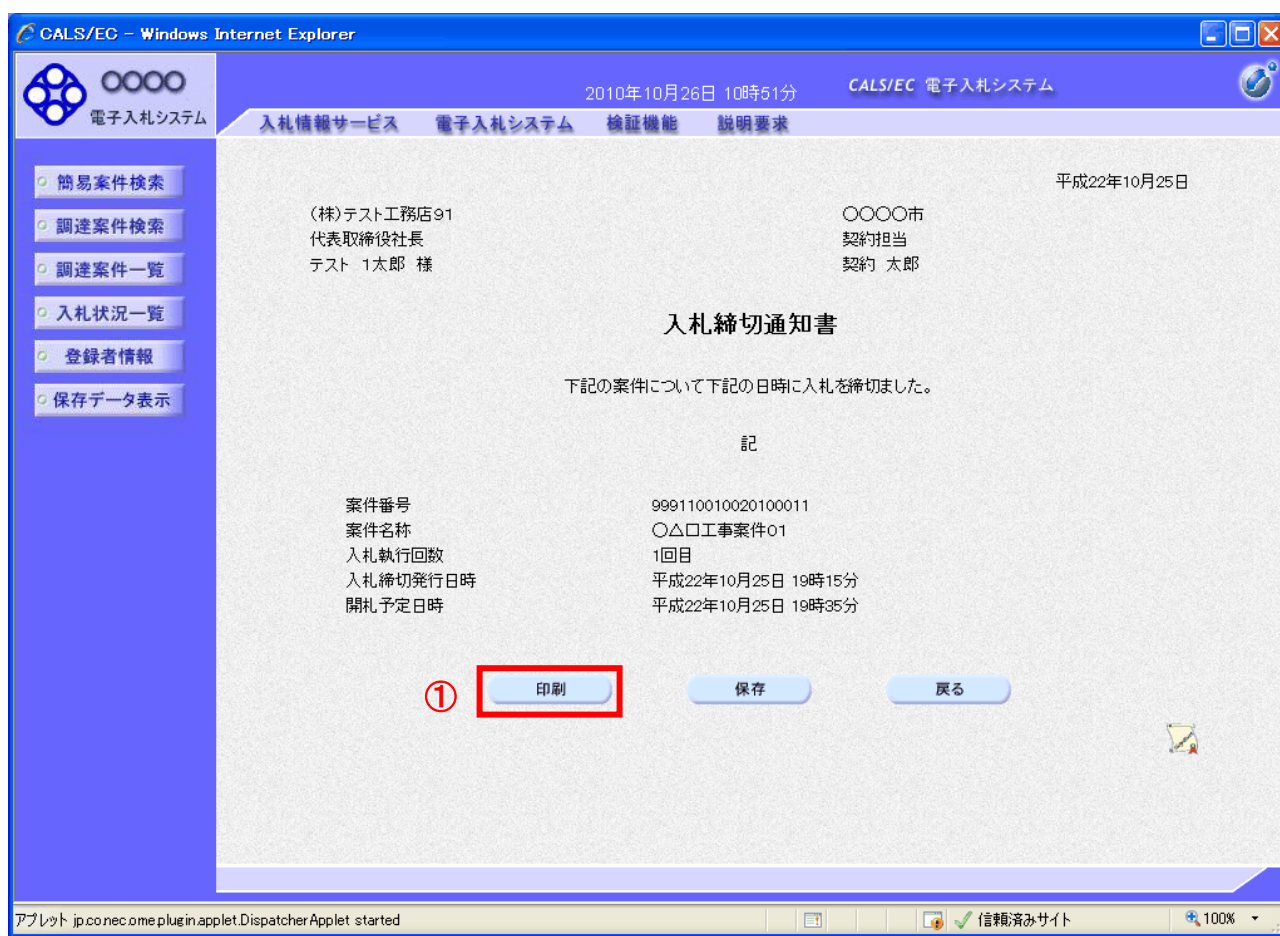 CALS/EC - Windows Internet Explorer
〇〇〇〇
電子入札システム
2010年10月26日 10時51分
CALS/EC 電子入札システム
入札情報サービス 電子入札システム 検証機能 説明要求
簡易案件検索
調達案件検索
調達案件一覧
入札状況一覧
登録者情報
保存データ表示
平成22年10月25日
(株)テスト工務店91
代表取締役社長
テスト 1太郎 様
〇〇〇〇市
契約担当
契約 太郎
入札締切通知書
下記の案件について下記の日時に入札を締切ました。
記
案件番号 999110010020100011
案件名称 〇△口工事案件01
入札執行回数 1回目
入札締切発行日時 平成22年10月25日 19時15分
開札予定日時 平成22年10月25日 19時35分
① 印刷 保存 戻る
アプレット jp.co.nec.ome.plugin.applet.DispatcherApplet started
信頼済みサイト
100%